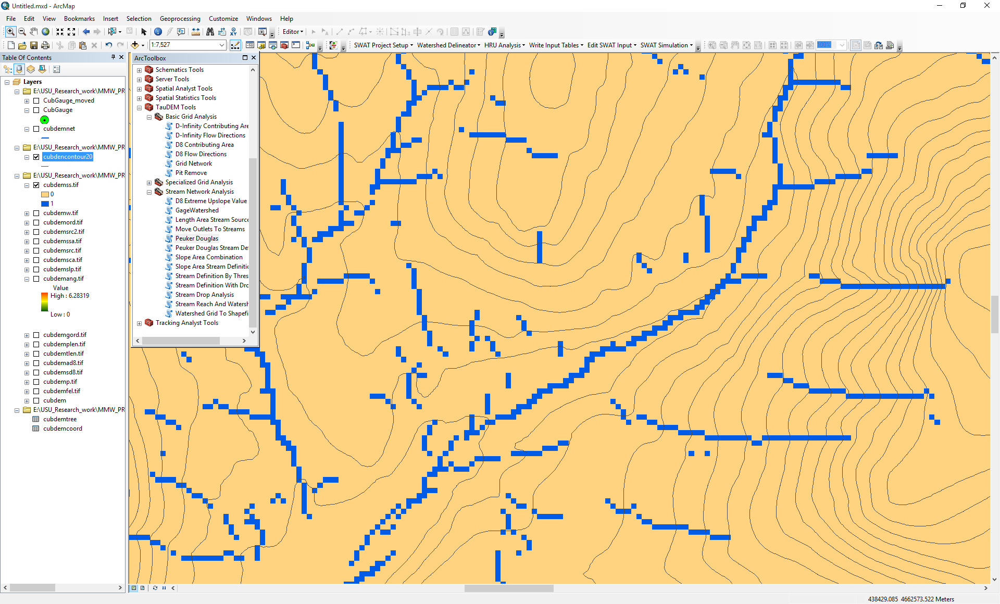 Untitled.mxd - ArcMap
File Edit View Bookmarks Insert Selection Geoprocessing Customize Windows Help
Editor
1:7,527
SWAT Project Setup Watershed Delineator HRU Analysis Write Input Tables Edit SWAT Input SWAT Simulation
100%
Table Of Contents
Layers
E:\USU_Research_work\MMW_PR
CubGauge_moved
CubGauge
cubdemnet
E:\USU_Research_work\MMW_PR
cubdencontour20
E:\USU_Research_work\MMW_PR
cubdemss.tif
0
1
cubdemw.tif
cubdemord.tif
cubdemsrc2.tif
cubdemssa.tif
cubdemsrc.tif
cubdemsca.tif
cubdemslp.tif
cubdemang.tif
Value
High : 6.28319
Low : 0
cubdemgord.tif
cubdemplen.tif
cubdemtlen.tif
cubdemad8.tif
cubdemsd8.tif
cubdemp.tif
cubdemfel.tif
cubdem
E:\USU_Research_work\MMW_PR
cubdemtree
cubdemcoord
ArcToolbox
Schematics Tools
Server Tools
Spatial Analyst Tools
Spatial Statistics Tools
TauDEM Tools
Basic Grid Analysis
D-Infinity Contributing Are
D-Infinity Flow Directions
D8 Contributing Area
D8 Flow Directions
Grid Network
Pit Remove
Specialized Grid Analysis
Stream Network Analysis
D8 Extreme Upslope Value
GageWatershed
Length Area Stream Source
Move Outlets To Streams
Peuker Douglas
Peuker Douglas Stream De
Slope Area Combination
Slope Area Stream Definitic
Stream Definition By Thres
Stream Definition With Drc
Stream Drop Analysis
Stream Reach And Watersh
Watershed Grid To Shapefi
Tracking Analyst Tools
438429.085 4662573.522 Meters